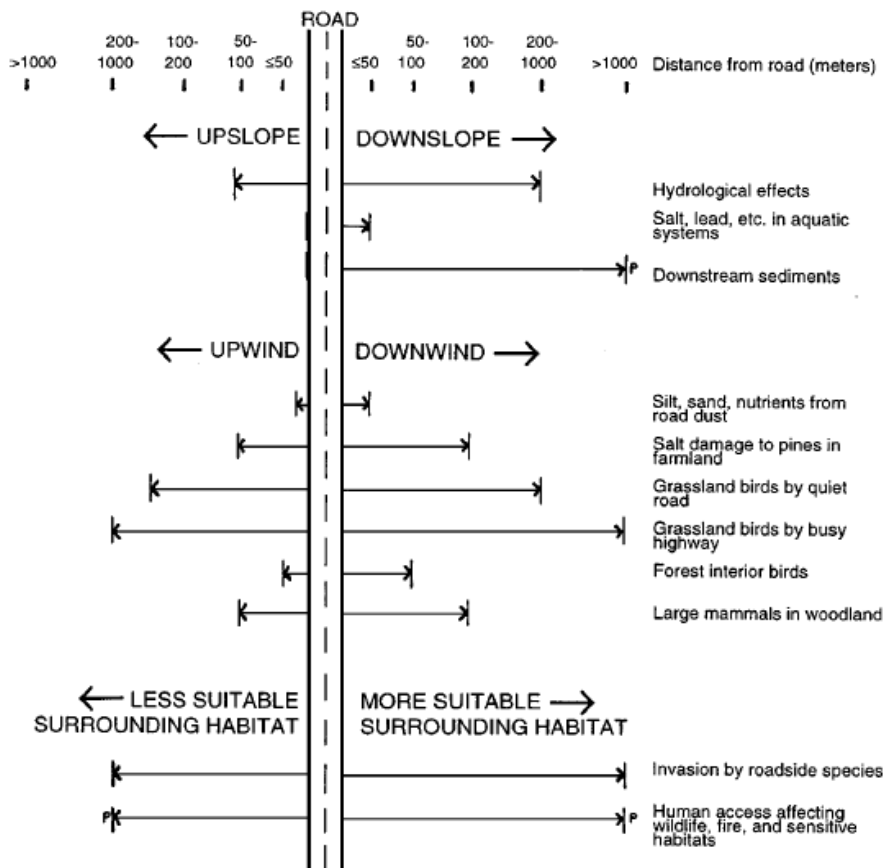 ROAD
200- 100- 50- 50- 100- 200-
>1000 1000 200 100 ≤50 ≤50 100 200 1000 >1000 Distance from road (meters)
UPSLOPE DOWNSLOPE
Hydrological effects
Salt, lead, etc. in aquatic
systems
P
Downstream sediments
UPWIND DOWNWIND
Silt, sand, nutrients from
road dust
Salt damage to pines in
farmland
Grassland birds by quiet
road
Grassland birds by busy
highway
Forest interior birds
Large mammals in woodland
LESS SUITABLE MORE SUITABLE
SURROUNDING HABITAT SURROUNDING HABITAT
Invasion by roadside species
P P Human access affecting
wildlife, fire, and sensitive
habitats